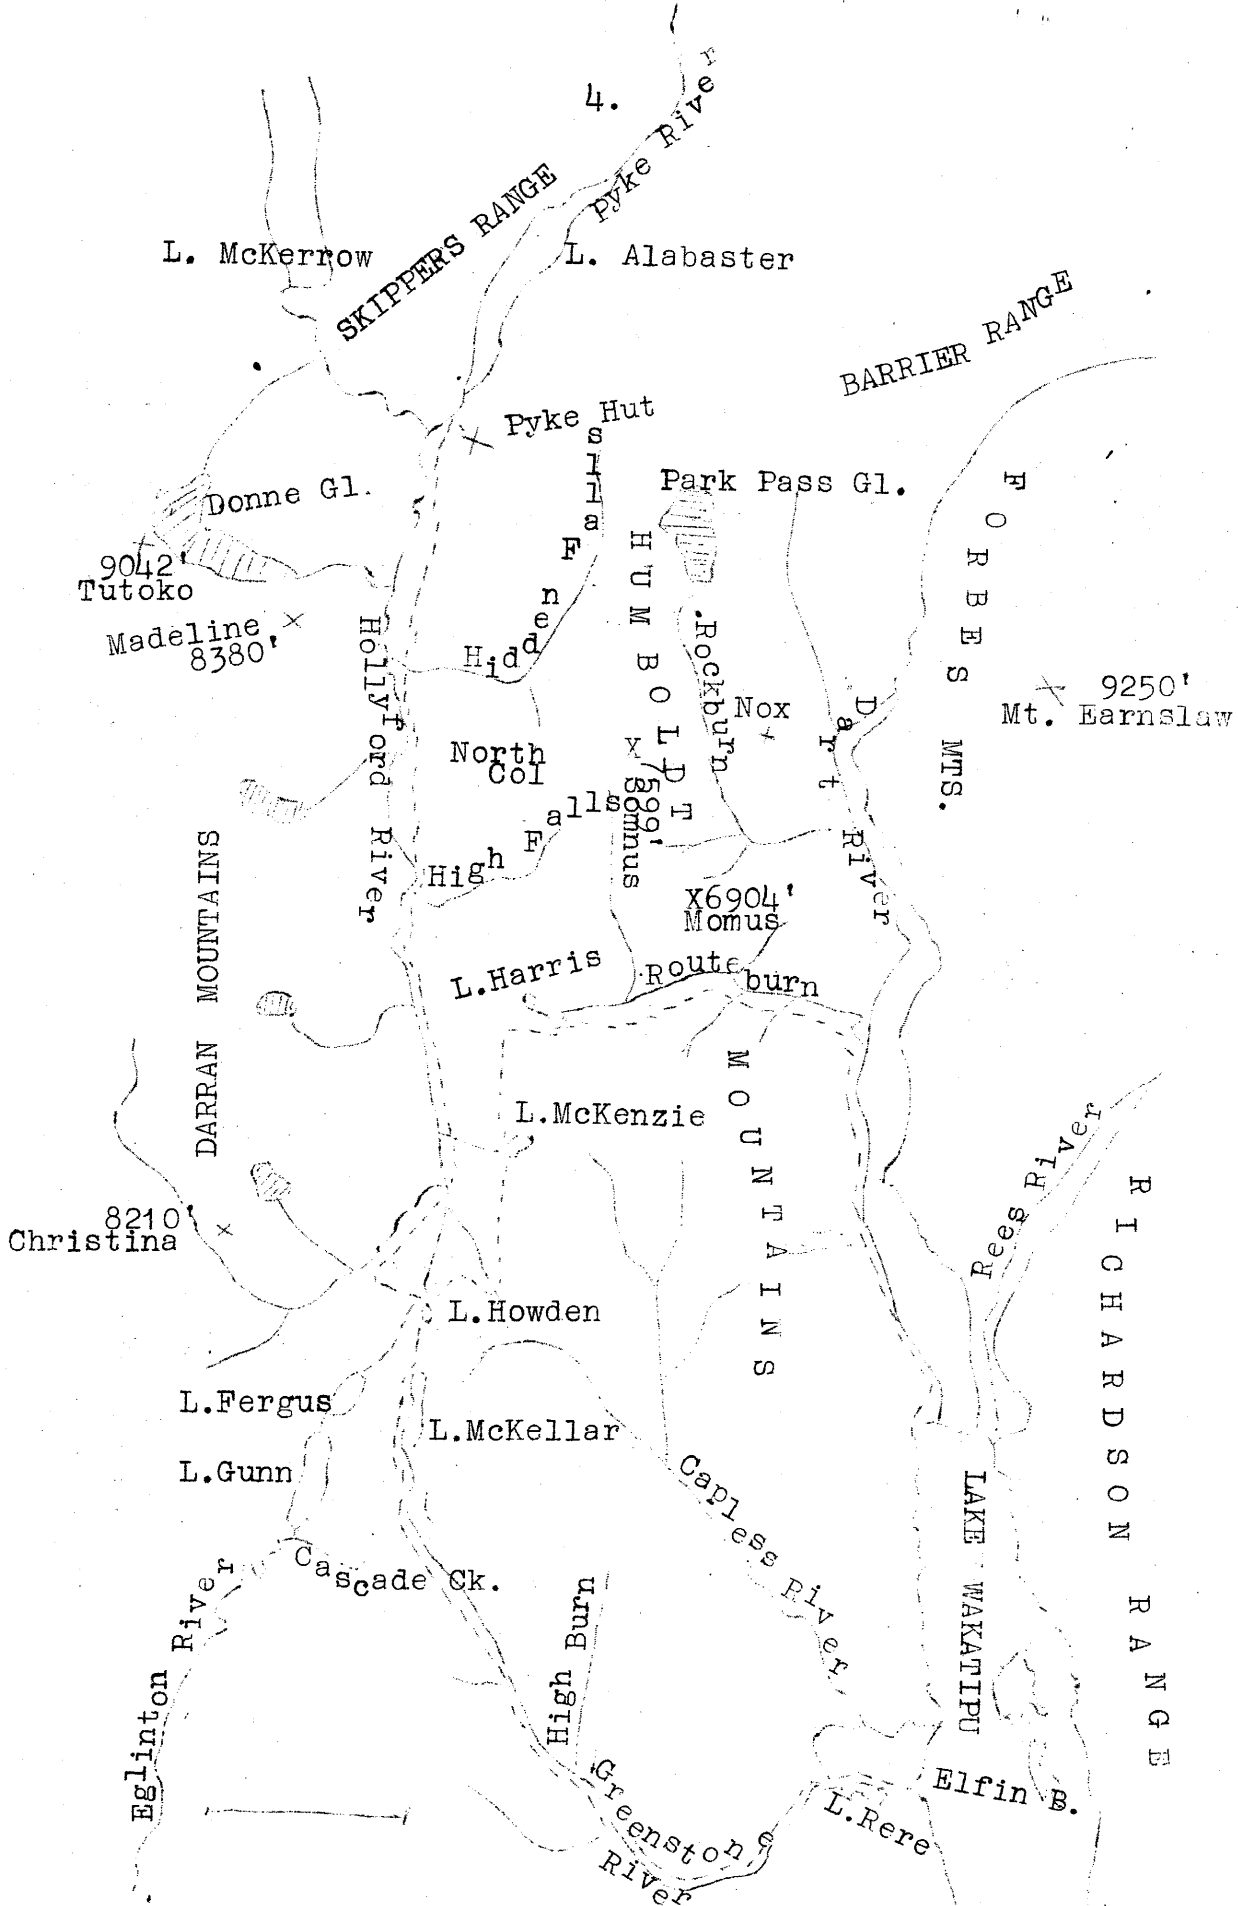 4.
Pyke River
SKIPPERS RANGE
L. McKerrow
L. Alabaster
BARRIER RANGE
Pyke Hut
Hidden Falls
Donne Gl.
Park Pass Gl.
FORBES MTS.
9042'
Tutoko
Madeline
8380'
Hollyford River
HUMBOLDT
Rockburn
Nox
Dart River
9250'
Mt. Earnslaw
North
Col
X
7599'
Somnus
High Falls
X6904'
Momus
DARRAN MOUNTAINS
L.Harris
Routeburn
MOUNTAINS
L.McKenzie
Rees River
RICHARDSON RANGE
8210'
Christina
L.Howden
L.Fergus
L.McKellar
L.Gunn
Capless River
LAKE WAKATIPU
Cascade Ck.
Eglinton River
High Burn
Greenstone
River
Elfin B.
L.Rere